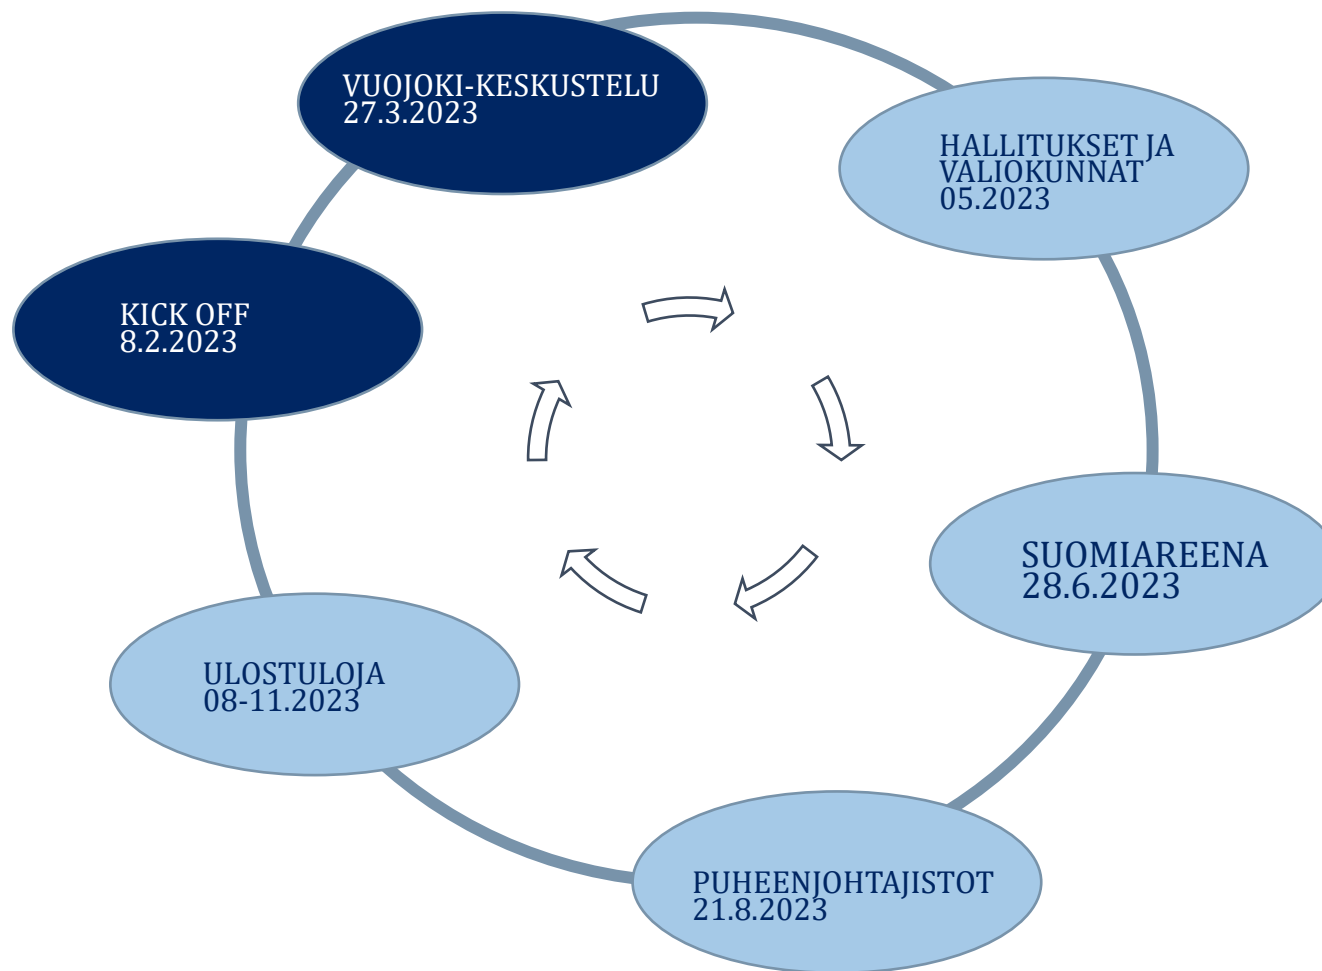 VUOJOKI-KESKUSTELU
27.3.2023
HALLITUKSET JA
VALIOKUNNAT
05.2023
KICK OFF
8.2.2023
SUOMIAREENA
28.6.2023
ULOSTULOJA
08-11.2023
PUHEENJOHTAJISTOT
21.8.2023